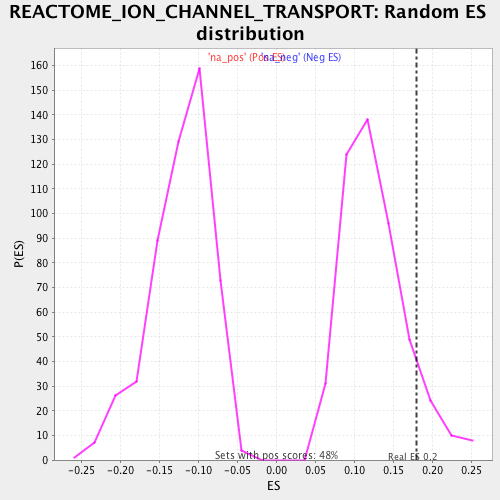 REACTOME_ION_CHANNEL_TRANSPORT: Random ES
distribution
'na_pos' (Pos ES)
'na_neg' (Neg ES)
160
150
140
130
120
110
100
90
80
70
60
50
40
30
20
10
0
P(ES)
Sets with pos scores: 48%
Real ES 0.2
-0.25 -0.20 -0.15 -0.10 -0.05 0.00 0.05 0.10 0.15 0.20 0.25
ES